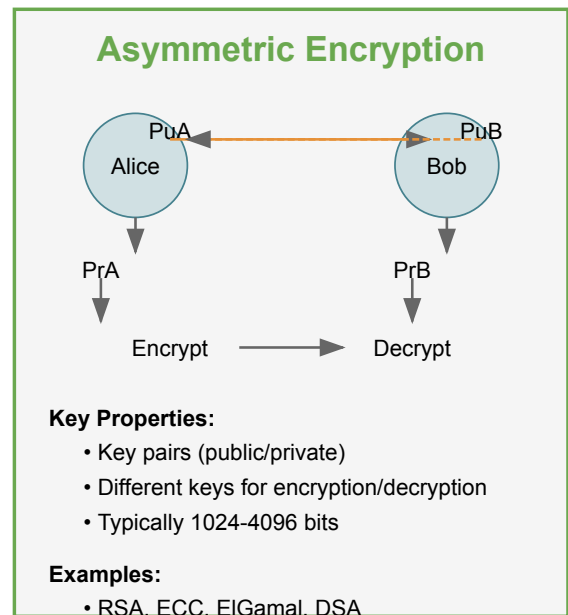 Asymmetric Encryption
PuA
PuB
Alice
Bob
PrA
PrB
Encrypt
Decrypt
Key Properties:
• Key pairs (public/private)
• Different keys for encryption/decryption
• Typically 1024-4096 bits
Examples:
• RSA, ECC, ElGamal, DSA